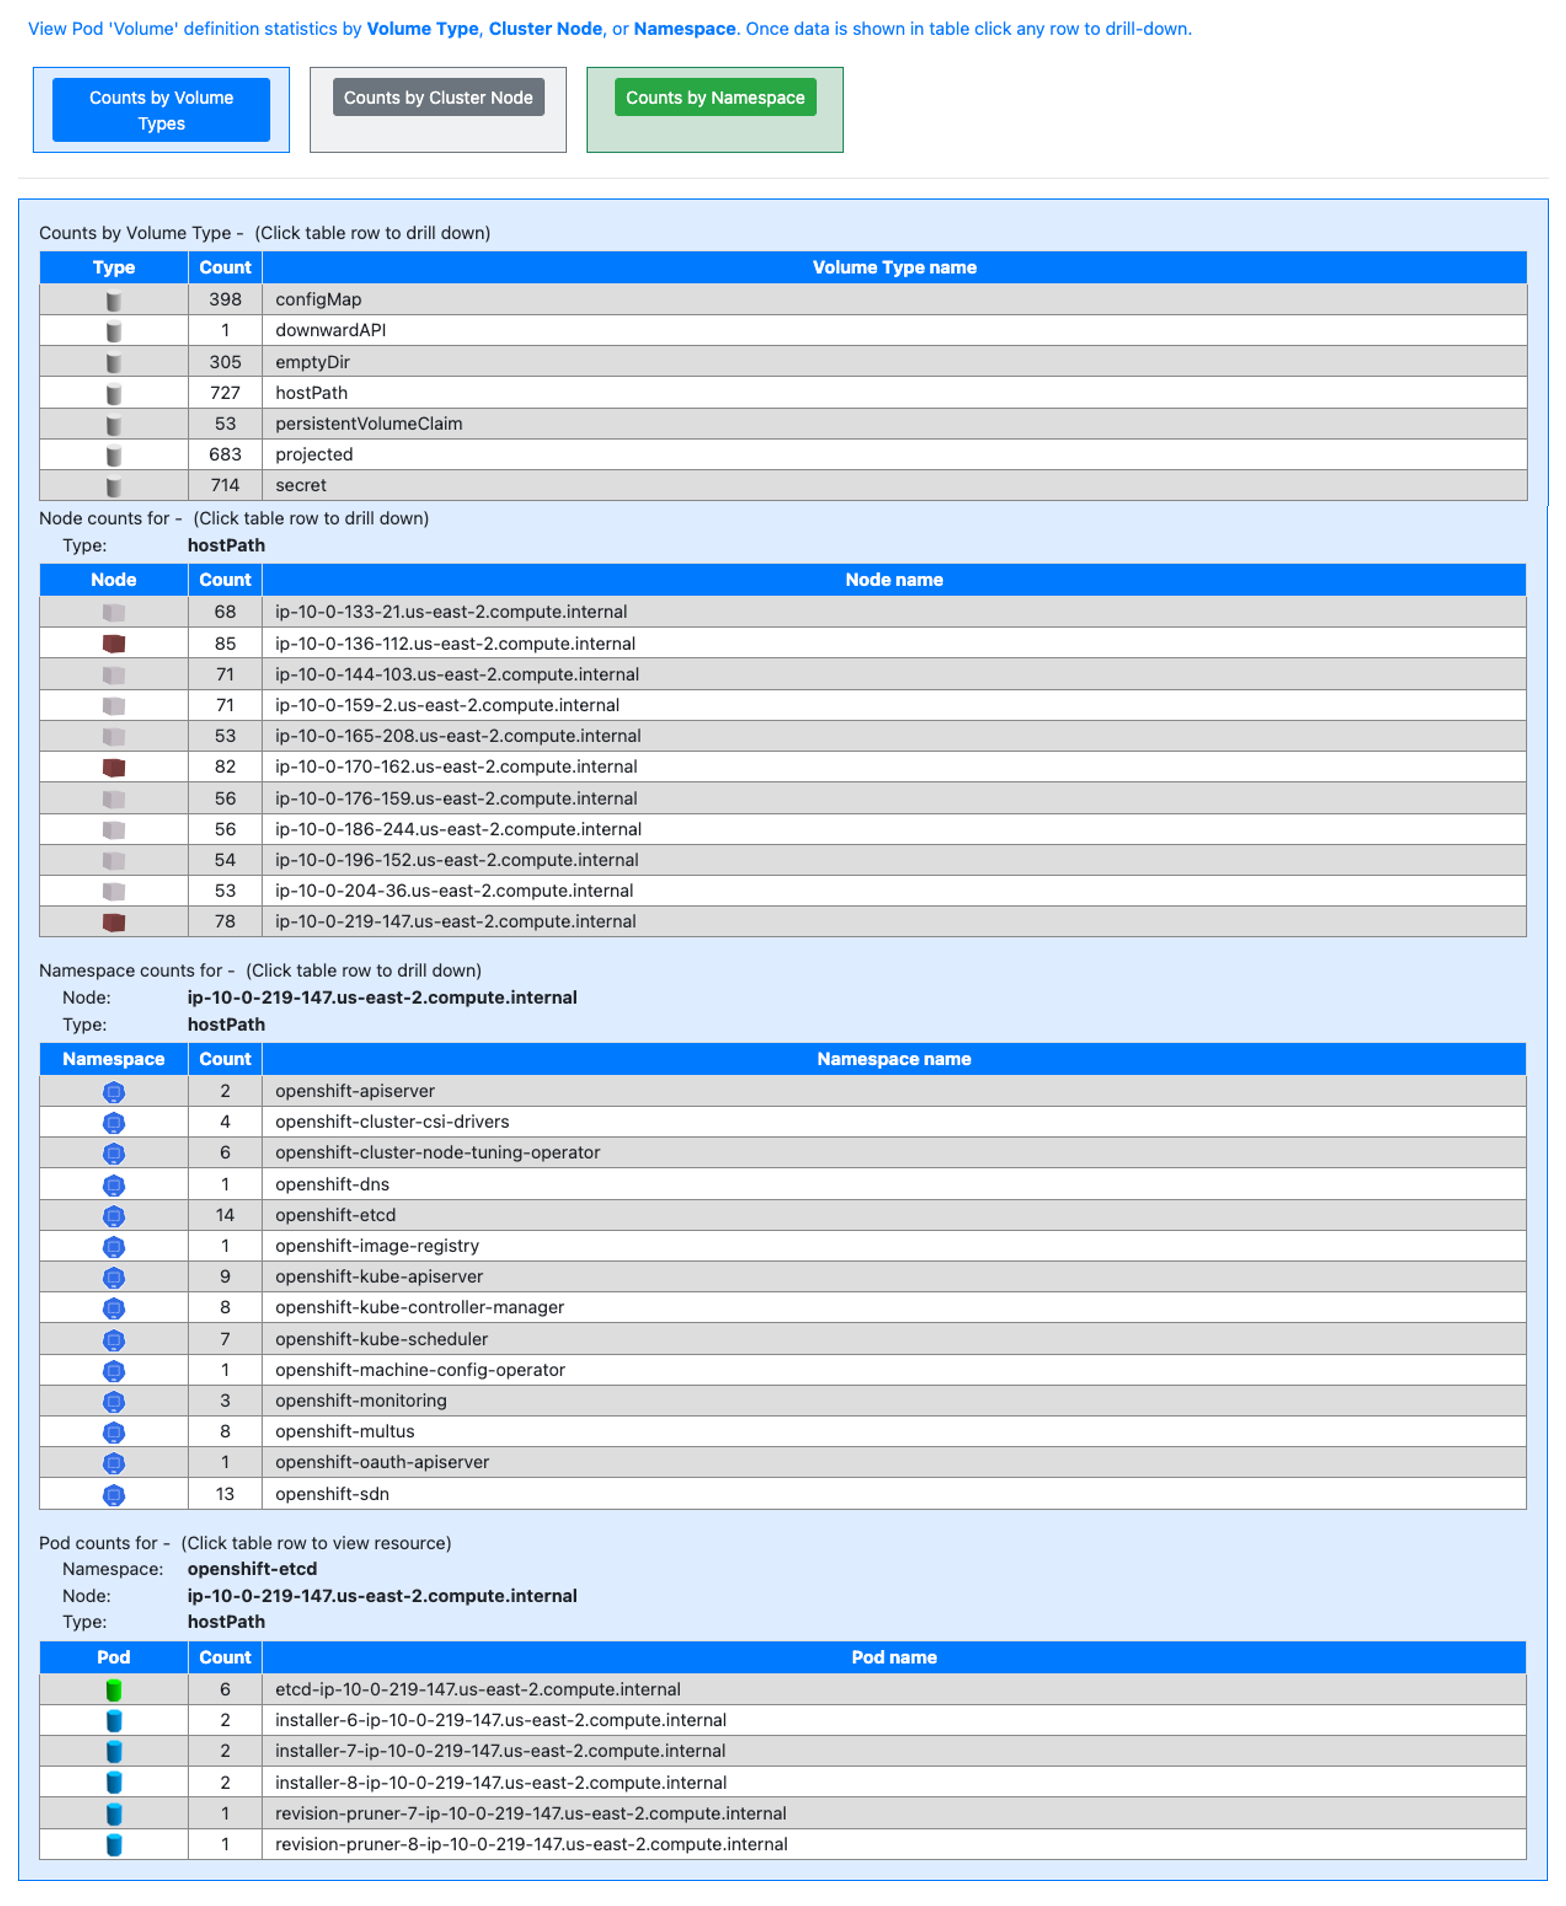 View Pod 'Volume' definition statistics by Volume Type, Cluster Node, or Namespace. Once data is shown in table click any row to drill-down.
Counts by Volume
Types
Counts by Cluster Node
Counts by Namespace
Counts by Volume Type - (Click table row to drill down)
Type Count Volume Type name
398 configMap
1 downwardAPI
305 emptyDir
727 hostPath
53 persistentVolumeClaim
683 projected
714 secret
Node counts for - (Click table row to drill down)
Type: hostPath
Node Count Node name
68 ip-10-0-133-21.us-east-2.compute.internal
85 ip-10-0-136-112.us-east-2.compute.internal
71 ip-10-0-144-103.us-east-2.compute.internal
71 ip-10-0-159-2.us-east-2.compute.internal
53 ip-10-0-165-208.us-east-2.compute.internal
82 ip-10-0-170-162.us-east-2.compute.internal
56 ip-10-0-176-159.us-east-2.compute.internal
56 ip-10-0-186-244.us-east-2.compute.internal
54 ip-10-0-196-152.us-east-2.compute.internal
53 ip-10-0-204-36.us-east-2.compute.internal
78 ip-10-0-219-147.us-east-2.compute.internal
Namespace counts for - (Click table row to drill down)
Node: ip-10-0-219-147.us-east-2.compute.internal
Type: hostPath
Namespace Count Namespace name
2 openshift-apiserver
4 openshift-cluster-csi-drivers
6 openshift-cluster-node-tuning-operator
1 openshift-dns
14 openshift-etcd
1 openshift-image-registry
9 openshift-kube-apiserver
8 openshift-kube-controller-manager
7 openshift-kube-scheduler
1 openshift-machine-config-operator
3 openshift-monitoring
8 openshift-multus
1 openshift-oauth-apiserver
13 openshift-sdn
Pod counts for - (Click table row to view resource)
Namespace: openshift-etcd
Node: ip-10-0-219-147.us-east-2.compute.internal
Type: hostPath
Pod Count Pod name
6 etcd-ip-10-0-219-147.us-east-2.compute.internal
2 installer-6-ip-10-0-219-147.us-east-2.compute.internal
2 installer-7-ip-10-0-219-147.us-east-2.compute.internal
2 installer-8-ip-10-0-219-147.us-east-2.compute.internal
1 revision-pruner-7-ip-10-0-219-147.us-east-2.compute.internal
1 revision-pruner-8-ip-10-0-219-147.us-east-2.compute.internal